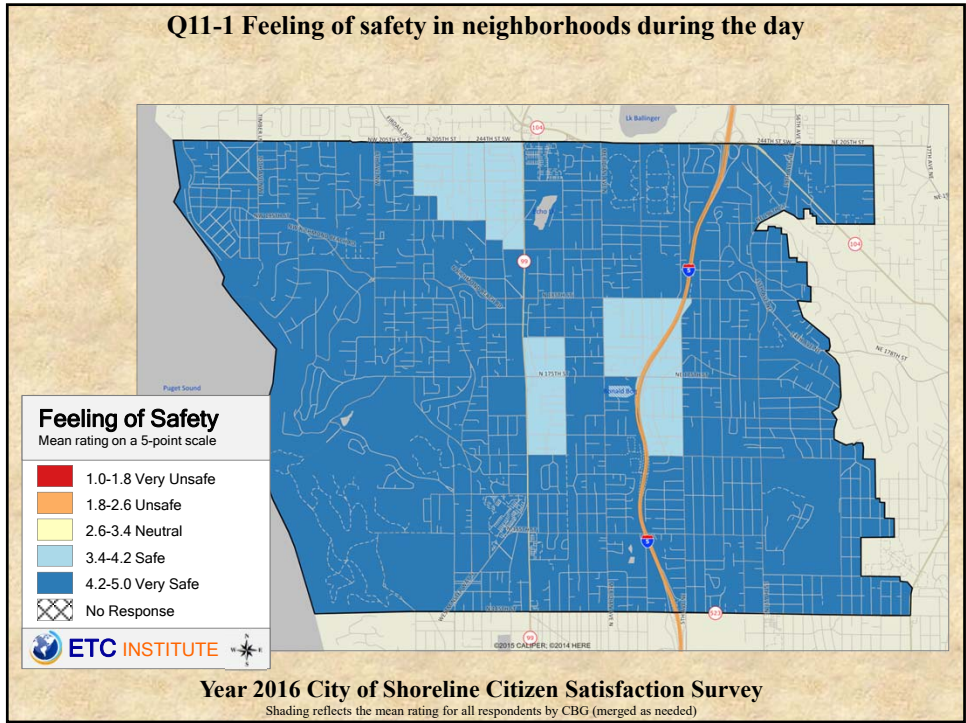 Q11-1 Feeling of safety in neighborhoods during the day
Lk Ballinger
104
NW 205TH ST
N 205TH ST
244TH ST SW
244TH ST SW
NE 205TH ST
FIRDALE AVE
104
99
5
N 175TH ST
NE 178TH ST
Puget Sound
Feeling of Safety
Mean rating on a 5-point scale
1.0-1.8 Very Unsafe
1.8-2.6 Unsafe
2.6-3.4 Neutral
3.4-4.2 Safe
4.2-5.0 Very Safe
No Response
ETC INSTITUTE
N
W
E
S
5
523
99
©2015 CALIPER; ©2014 HERE
Year 2016 City of Shoreline Citizen Satisfaction Survey
Shading reflects the mean rating for all respondents by CBG (merged as needed)